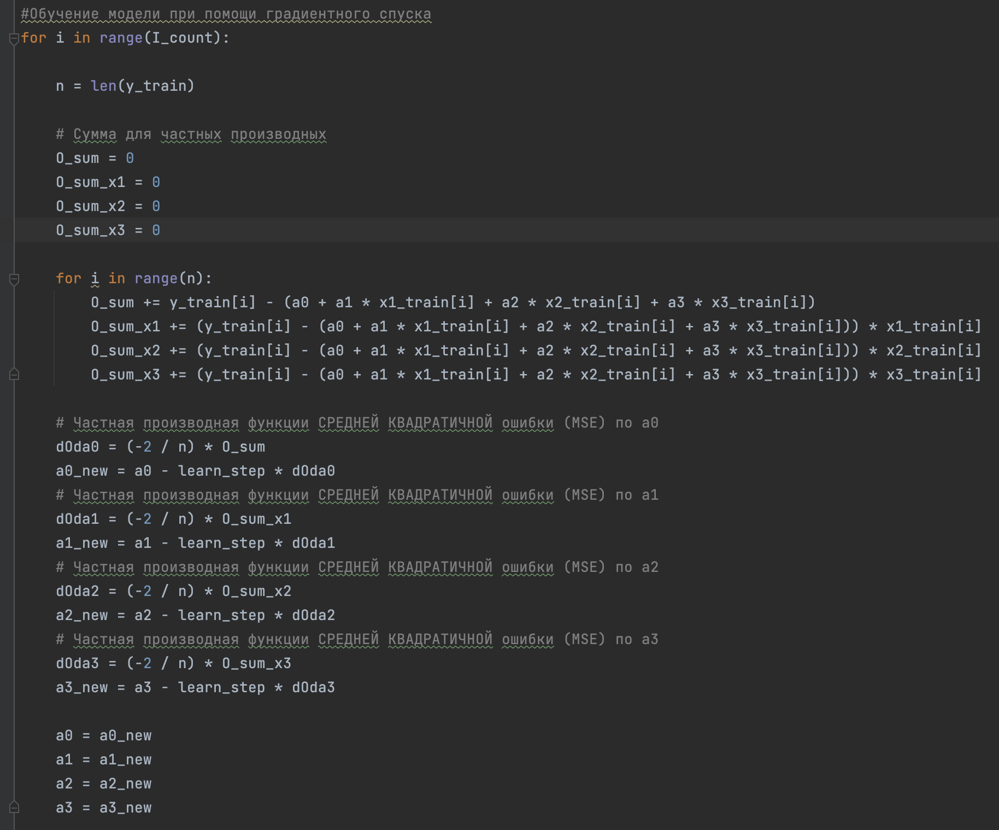 #Обучение модели при помощи градиентного спуска
for i in range(I_count):
n = len(y_train)
# Сумма для частных производных
O_sum = 0
O_sum_x1 = 0
O_sum_x2 = 0
O_sum_x3 = 0
for i in range(n):
O_sum += y_train[i] - (a0 + a1 * x1_train[i] + a2 * x2_train[i] + a3 * x3_train[i])
O_sum_x1 += (y_train[i] - (a0 + a1 * x1_train[i] + a2 * x2_train[i] + a3 * x3_train[i])) * x1_train[i]
O_sum_x2 += (y_train[i] - (a0 + a1 * x1_train[i] + a2 * x2_train[i] + a3 * x3_train[i])) * x2_train[i]
O_sum_x3 += (y_train[i] - (a0 + a1 * x1_train[i] + a2 * x2_train[i] + a3 * x3_train[i])) * x3_train[i]
# Частная производная функции СРЕДНЕЙ КВАДРАТИЧНОЙ ошибки (MSE) по a0
dOda0 = (-2 / n) * O_sum
a0_new = a0 - learn_step * dOda0
# Частная производная функции СРЕДНЕЙ КВАДРАТИЧНОЙ ошибки (MSE) по a1
dOda1 = (-2 / n) * O_sum_x1
a1_new = a1 - learn_step * dOda1
# Частная производная функции СРЕДНЕЙ КВАДРАТИЧНОЙ ошибки (MSE) по a2
dOda2 = (-2 / n) * O_sum_x2
a2_new = a2 - learn_step * dOda2
# Частная производная функции СРЕДНЕЙ КВАДРАТИЧНОЙ ошибки (MSE) по a3
dOda3 = (-2 / n) * O_sum_x3
a3_new = a3 - learn_step * dOda3
a0 = a0_new
a1 = a1_new
a2 = a2_new
a3 = a3_new